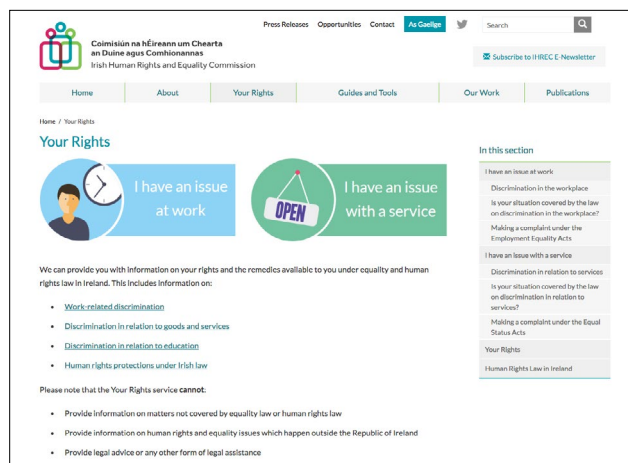 Press Releases Opportunities Contact As Gaeilge Search
Coimisiún na hÉireann um Chearta
an Duine agus Comhionannas
Irish Human Rights and Equality Commission
Subscribe to IHREC E-Newsletter
Home About Your Rights Guides and Tools Our Work Publications
Home / Your Rights
Your Rights
I have an issue
at work
OPEN
I have an issue
with a service
We can provide you with information on your rights and the remedies available to you under equality and human
rights law in Ireland. This includes information on:
• Work-related discrimination
• Discrimination in relation to goods and services
• Discrimination in relation to education
• Human rights protections under Irish law
Please note that the Your Rights service cannot:
• Provide information on matters not covered by equality law or human rights law
• Provide information on human rights and equality issues which happen outside the Republic of Ireland
• Provide legal advice or any other form of legal assistance
In this section
I have an issue at work
Discrimination in the workplace
Is your situation covered by the law
on discrimination in the workplace?
Making a complaint under the
Employment Equality Acts
I have an issue with a service
Discrimination in relation to services
Is your situation covered by the law
on discrimination in relation to
services?
Making a complaint under the Equal
Status Acts
Your Rights
Human Rights Law in Ireland